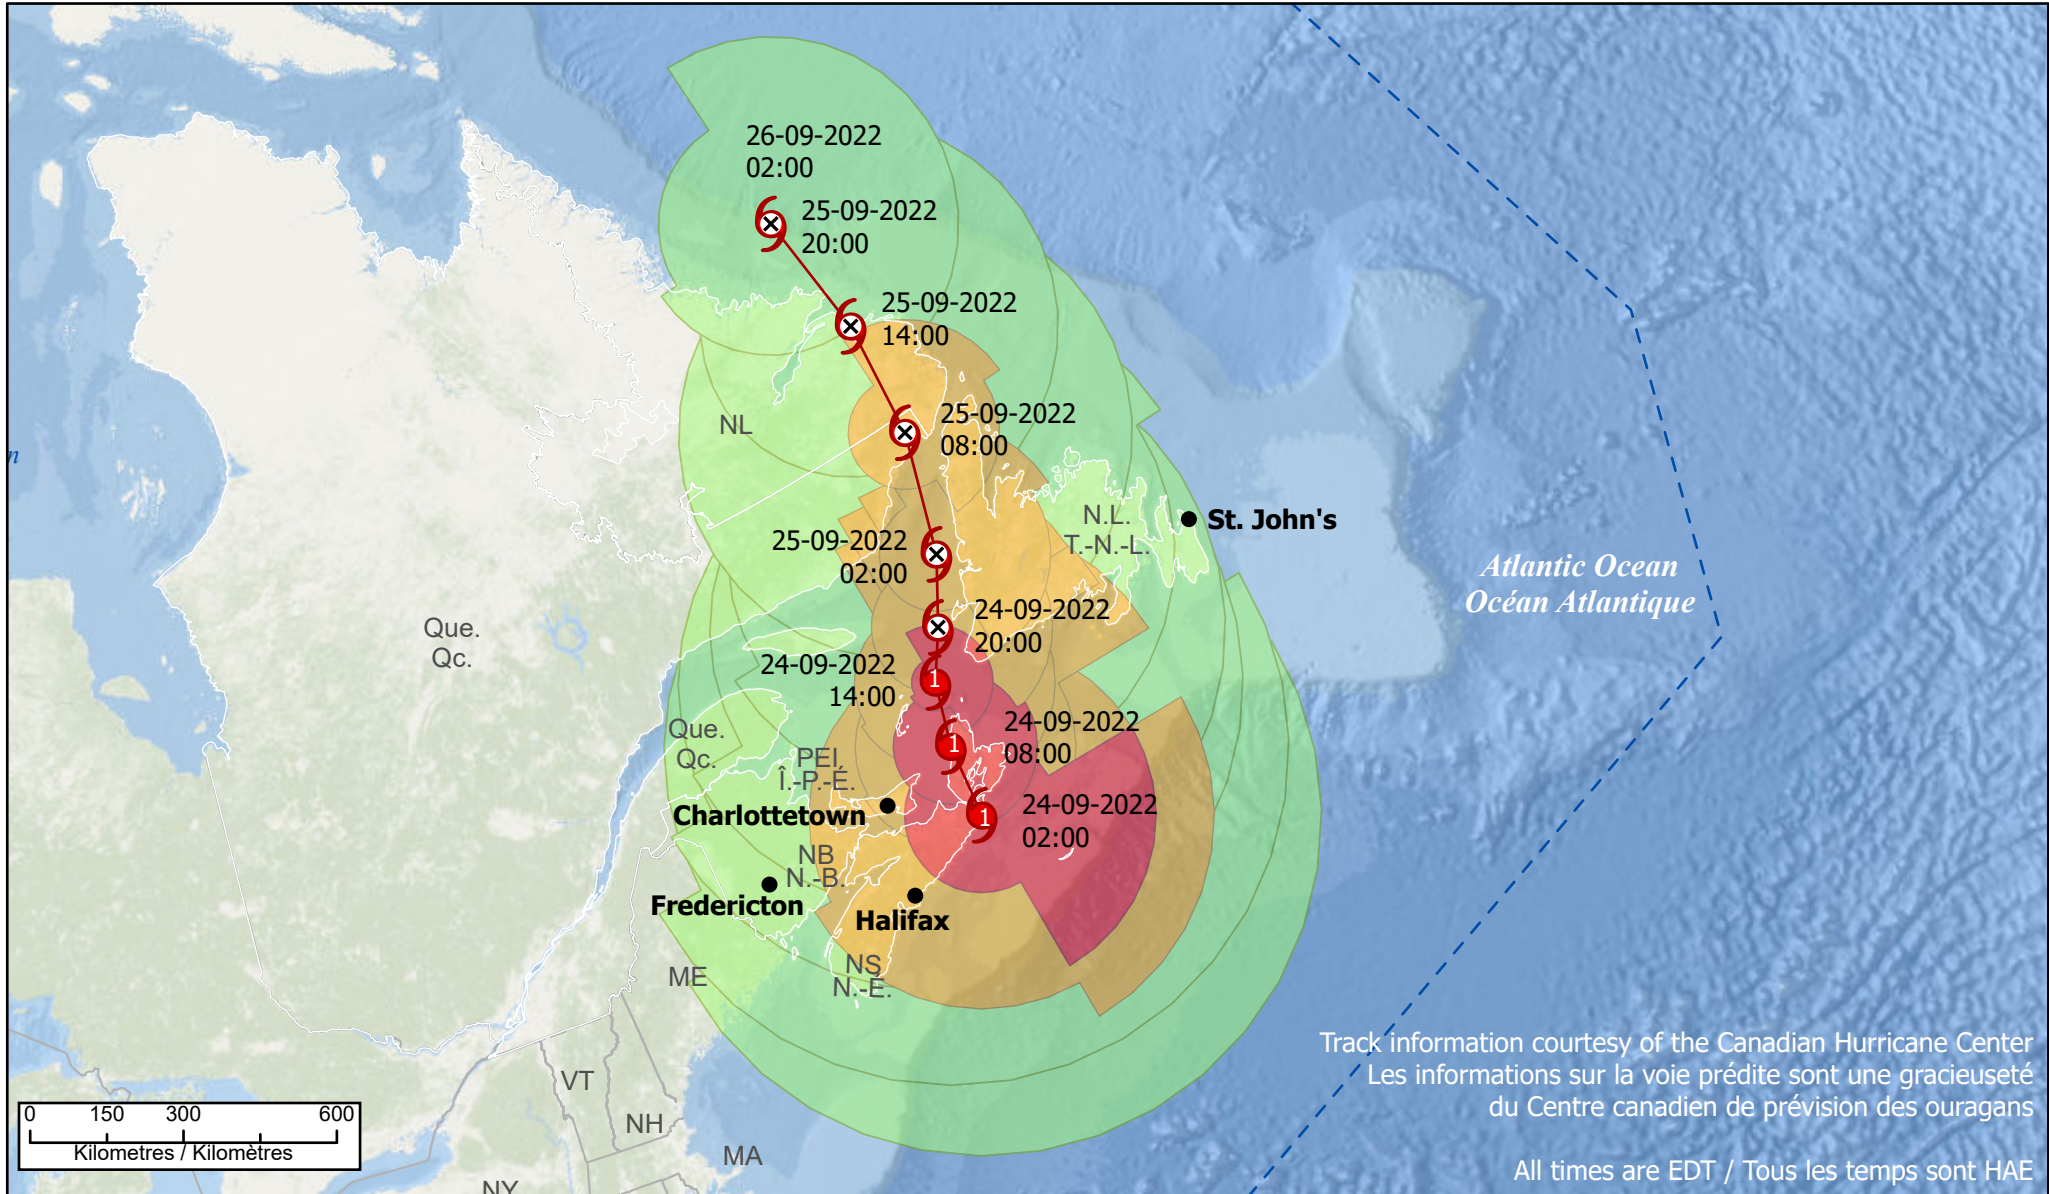 26-09-2022
02:00
25-09-2022
20:00
25-09-2022
14:00
NL
25-09-2022
08:00
n
N.L.
T.-N.-L.
St. John's
25-09-2022
02:00
Atlantic Ocean
Océan Atlantique
24-09-2022
20:00
Que.
Qc.
24-09-2022
14:00
1
Que.
Qc.
24-09-2022
08:00
1
PEI
Î.-P.-É.
Charlottetown
24-09-2022
02:00
1
NB
N.-B.
Fredericton
Halifax
NS
N.-É.
ME
Track information courtesy of the Canadian Hurricane Center
Les informations sur la voie prédite sont une gracieuseté
du Centre canadien de prévision des ouragans
VT
NH
MA
NY
0 150 300 600
Kilometres / Kilomètres
All times are EDT / Tous les temps sont HAE